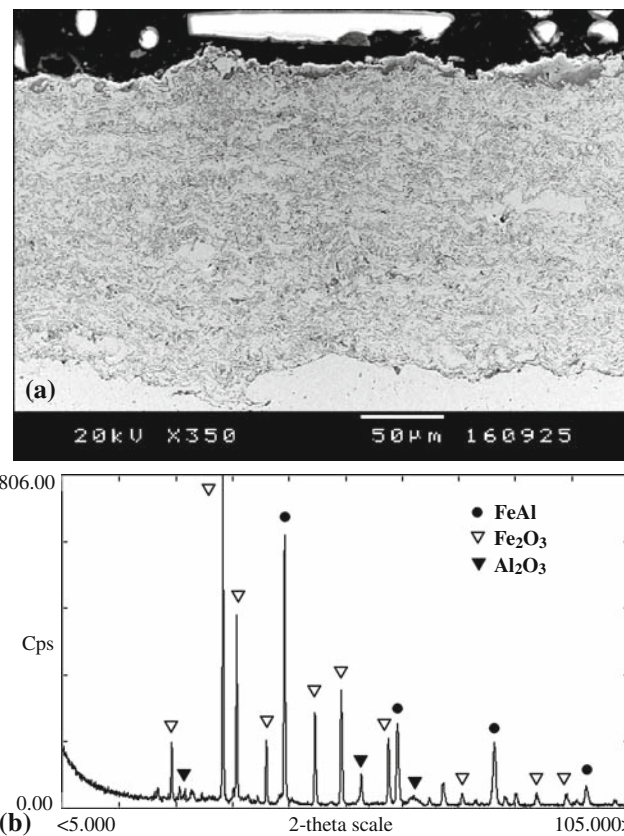 (a)
20kV X350 50μm 160925
806.00
● FeAl
▽ Fe₂O₃
▼ Al₂O₃
Cps
0.00
(b) <5.000 2-theta scale 105.000>